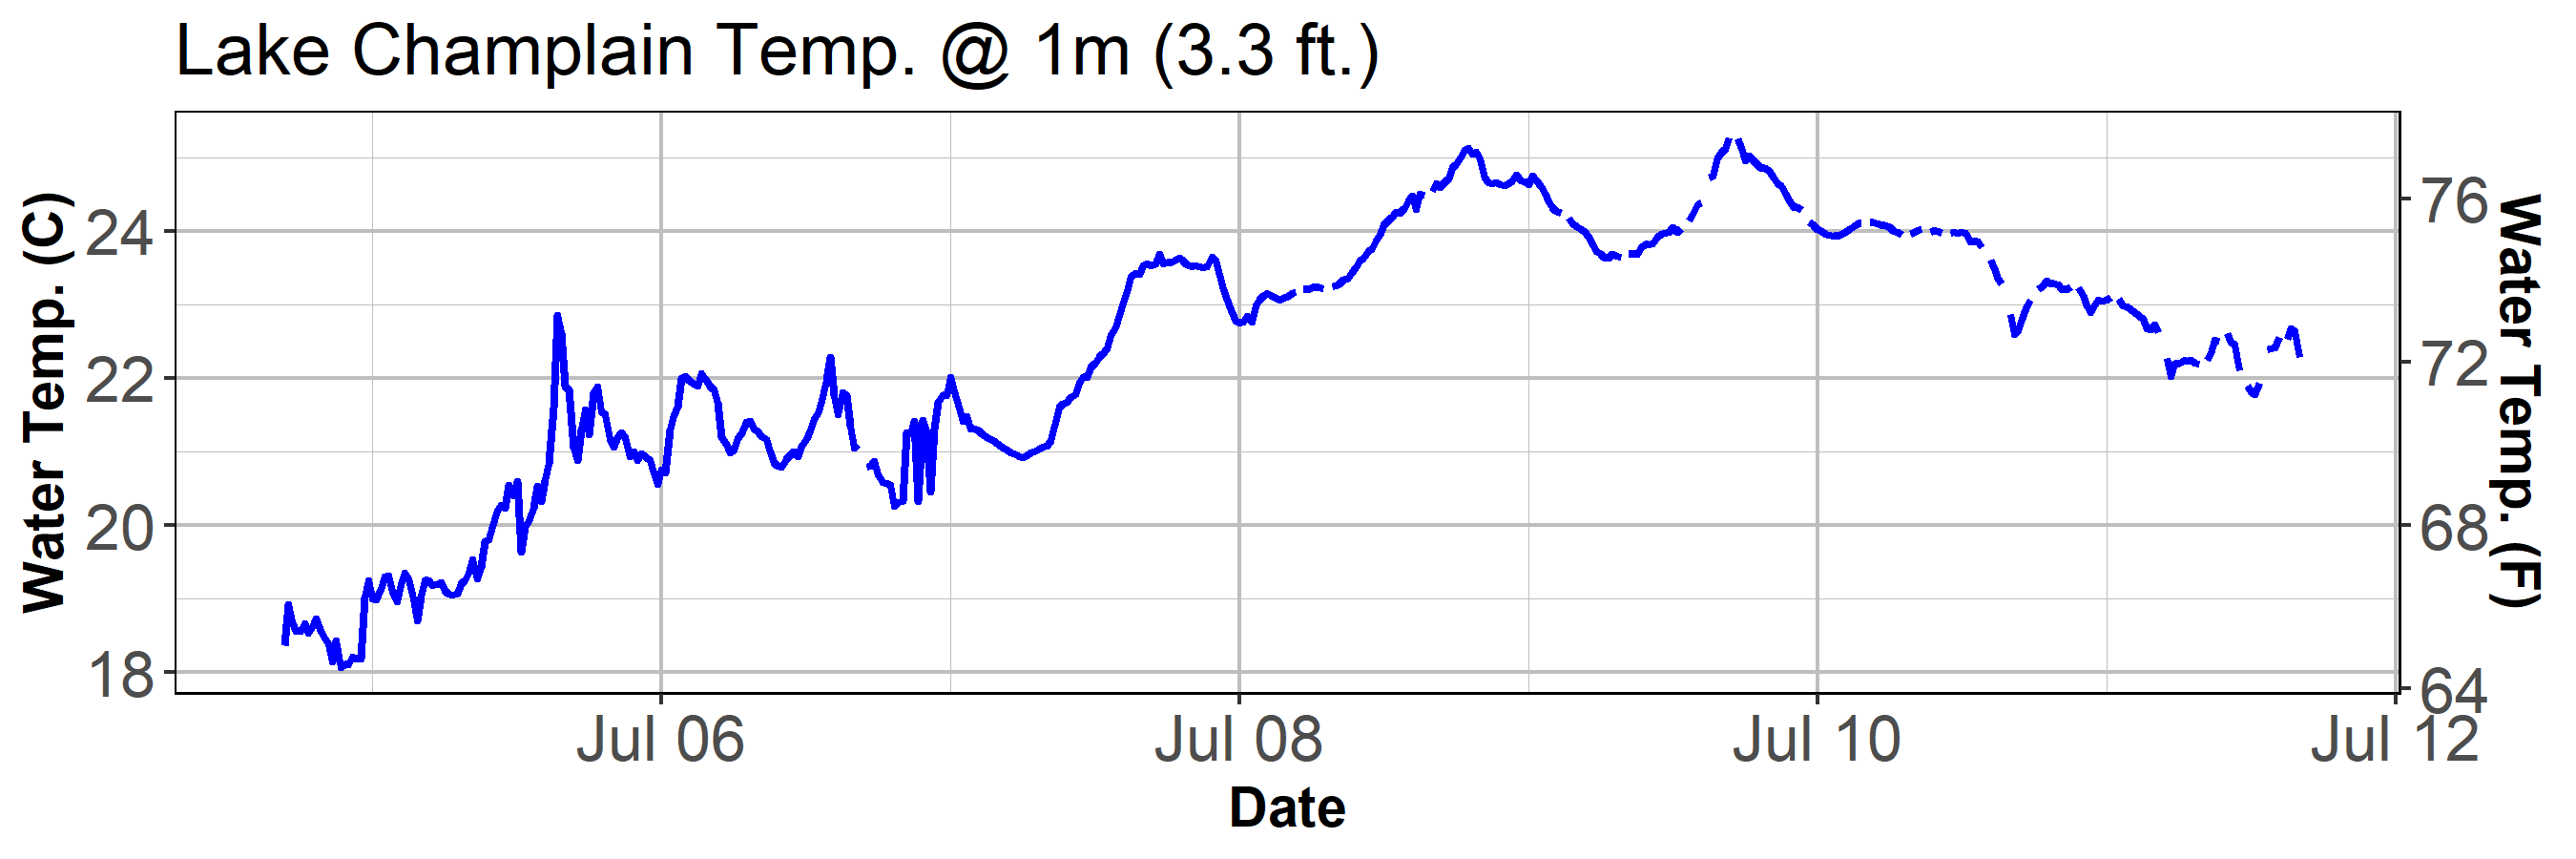 Lake Champlain Temp. @ 1m (3.3 ft.)
Water Temp. (C)
24
22
20
18
76
72
68
64
Water Temp. (F)
Jul 06 Jul 08 Jul 10 Jul 12
Date